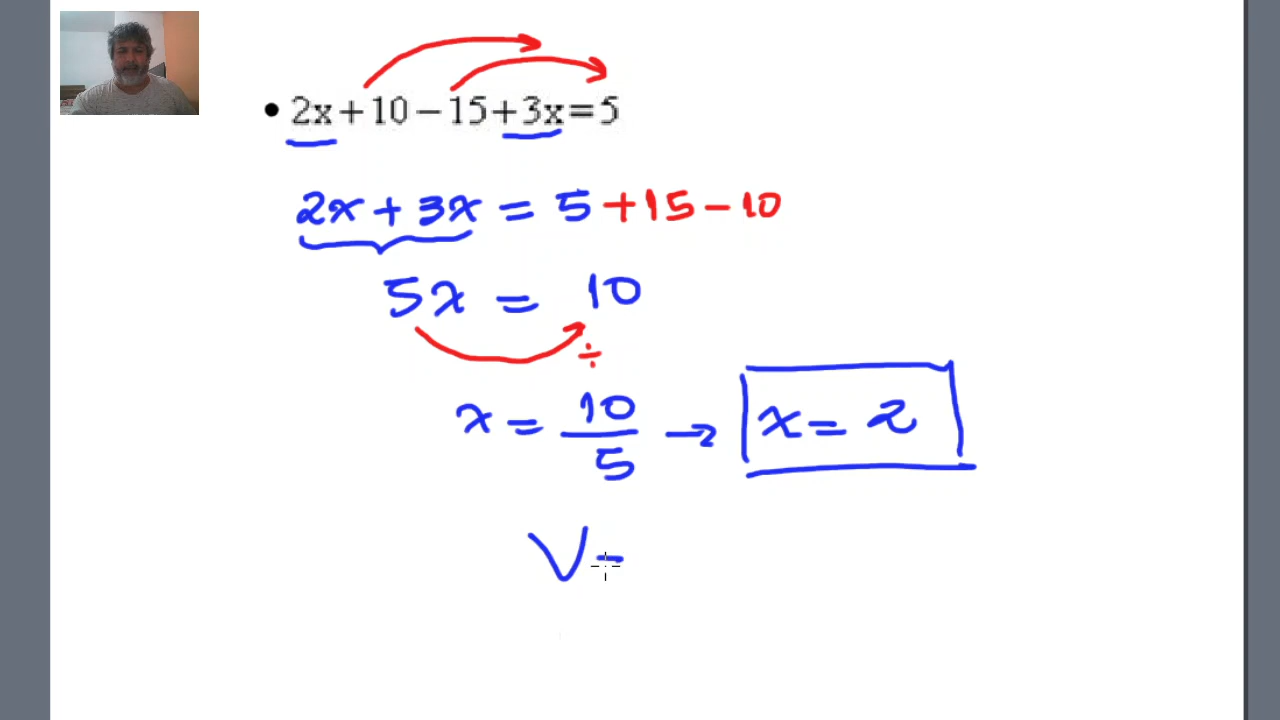 • 2x+10−15+3x=5
2x + 3x = 5 + 15 − 10
5x = 10
÷
x = 10/5 → x = 2
V=